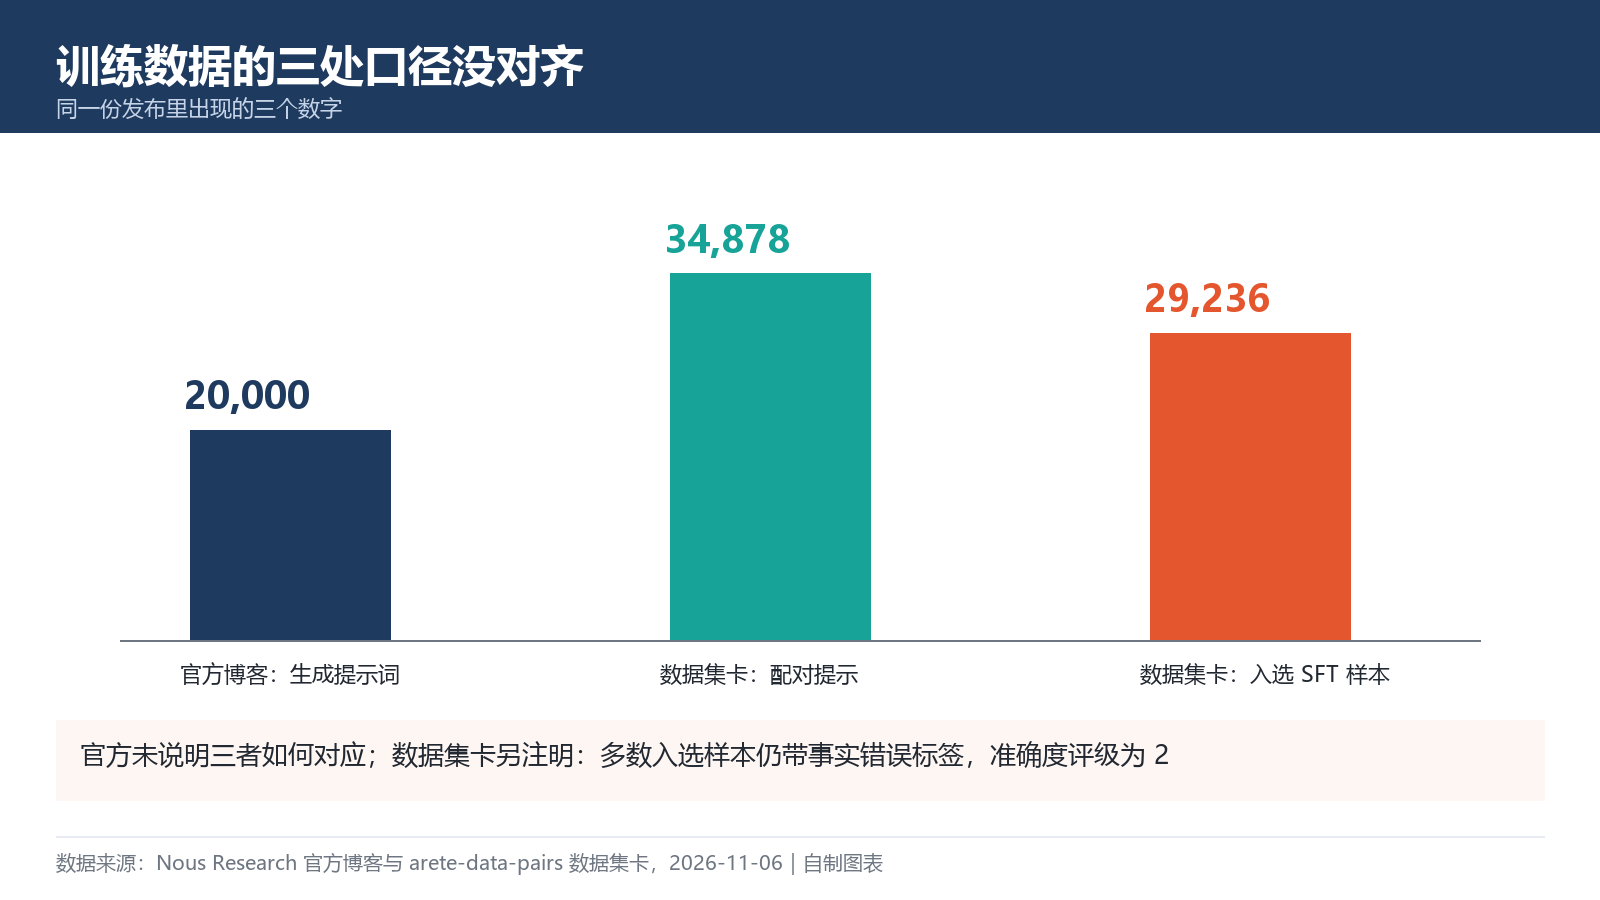 训练数据的三处口径没对齐
同一份发布里出现的三个数字
20,000
34,878
29,236
官方博客：生成提示词
数据集卡：配对提示
数据集卡：入选 SFT 样本
官方未说明三者如何对应；数据集卡另注明：多数入选样本仍带事实错误标签，准确度评级为 2
数据来源：Nous Research 官方博客与 arete-data-pairs 数据集卡，2026-11-06 | 自制图表